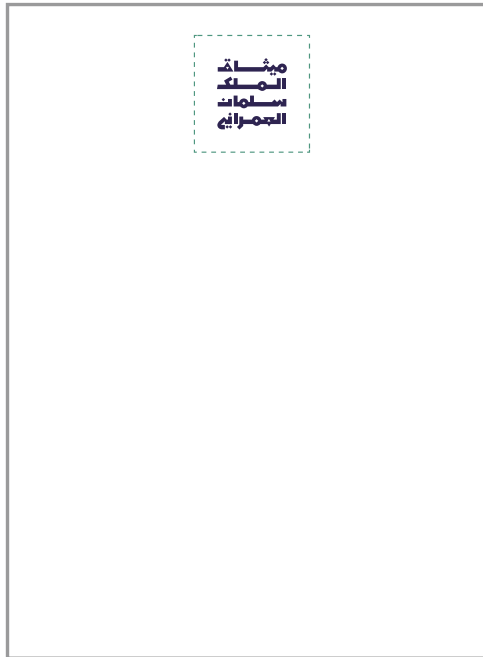 ميثاق
الملك
سلمان
العمراني